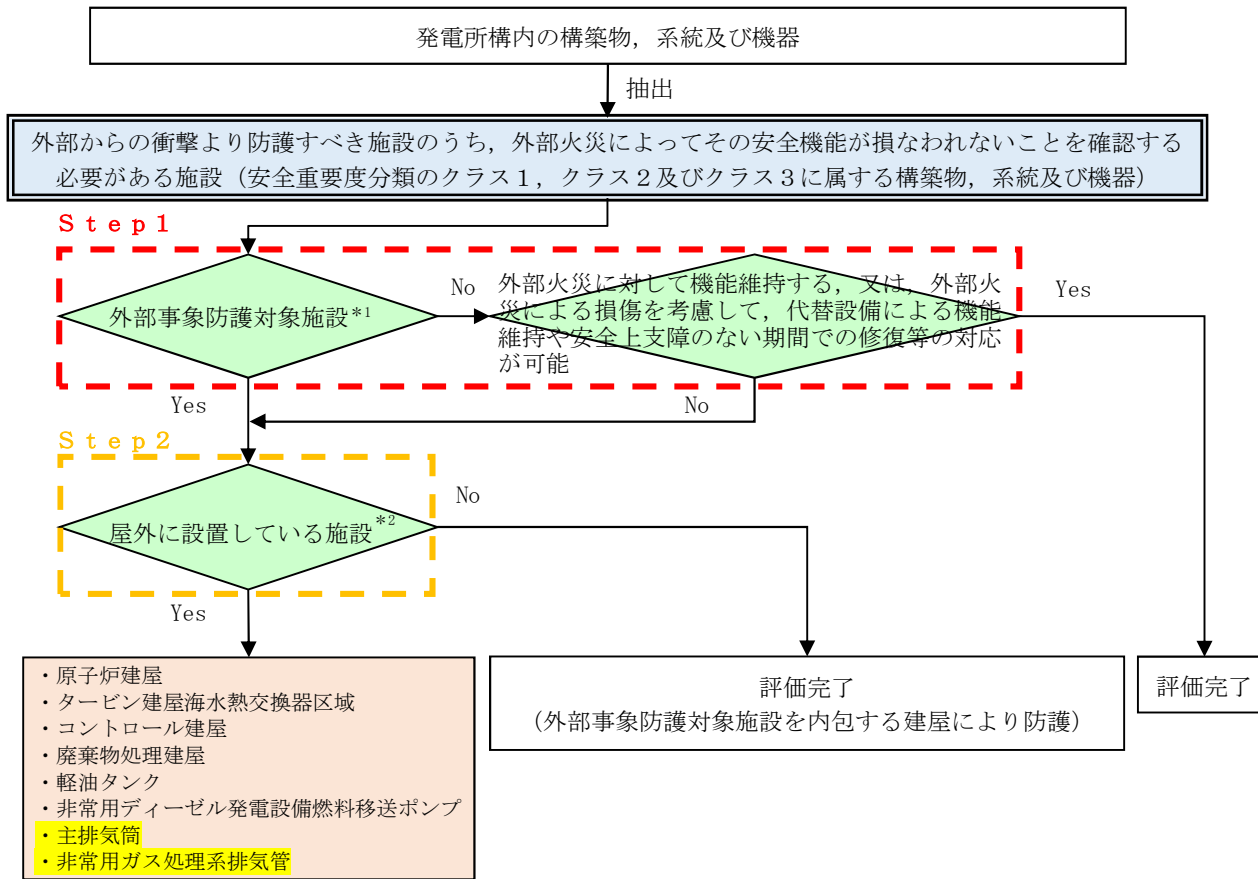 発電所構内の構築物，系統及び機器
抽出
外部からの衝撃より防護すべき施設のうち，外部火災によってその安全機能が損なわれないことを確認する
必要がある施設（安全重要度分類のクラス１，クラス２及びクラス３に属する構築物，系統及び機器）
Ｓｔｅｐ１
外部事象防護対象施設*1
No
外部火災に対して機能維持する，又は，外部火
災による損傷を考慮して，代替設備による機能
維持や安全上支障のない期間での修復等の対応
が可能
Yes
Yes
No
Ｓｔｅｐ２
屋外に設置している施設*2
No
Yes
・原子炉建屋
・タービン建屋海水熱交換器区域
・コントロール建屋
・廃棄物処理建屋
・軽油タンク
・非常用ディーゼル発電設備燃料移送ポンプ
・主排気筒
・非常用ガス処理系排気管
評価完了
（外部事象防護対象施設を内包する建屋により防護）
評価完了